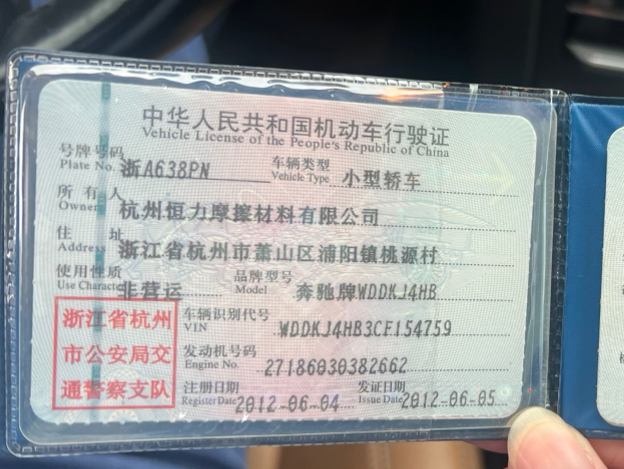 中华人民共和国机动车行驶证
Vehicle License of the People's Republic of China
号牌号码 浙A638PN 车辆类型 小型轿车
Plate No. Vehicle Type
所有人 杭州恒力摩擦材料有限公司
Owner
住址 浙江省杭州市萧山区浦阳镇桃源村
Address
使用性质 非营运 品牌型号 奔驰牌WDDKJ4HB
Use Character Model
浙江省杭州
市公安局交
通警察支队
车辆识别代号 WDDKJ4HB3CF154759
VIN
发动机号码 27186030382662
Engine No.
注册日期 2012-06-04 发证日期 2012-06-05
Register Date Issue Date